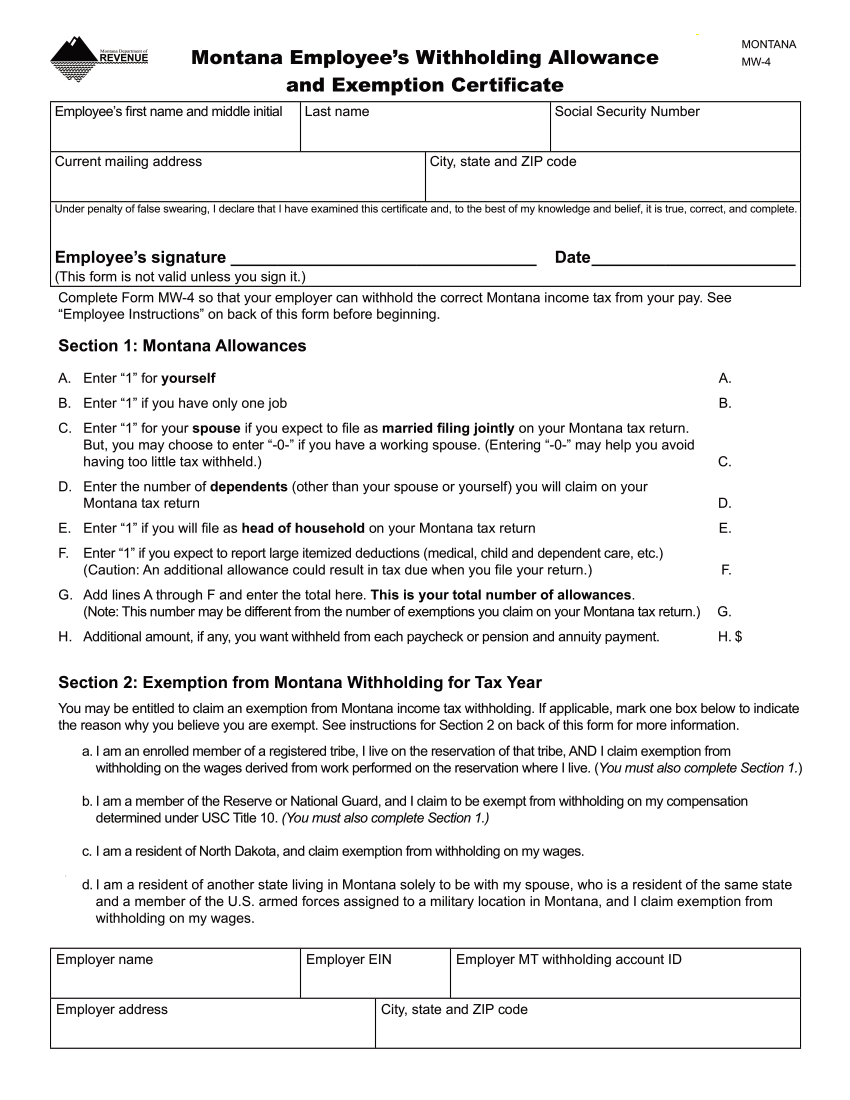 Montana Department of
REVENUE
Montana Employee's Withholding Allowance
and Exemption Certificate
MONTANA
MW-4
Employee's first name and middle initial
Last name
Social Security Number
Current mailing address
City, state and ZIP code
Under penalty of false swearing, I declare that I have examined this certificate and, to the best of my knowledge and belief, it is true, correct, and complete.
Employee's signature
Date
(This form is not valid unless you sign it.)
Complete Form MW-4 so that your employer can withhold the correct Montana income tax from your pay. See
“Employee Instructions” on back of this form before beginning.
Section 1: Montana Allowances
A. Enter “1” for yourself A.
B. Enter “1” if you have only one job B.
C. Enter “1” for your spouse if you expect to file as married filing jointly on your Montana tax return.
But, you may choose to enter “-0-” if you have a working spouse. (Entering “-0-” may help you avoid
having too little tax withheld.) C.
D. Enter the number of dependents (other than your spouse or yourself) you will claim on your
Montana tax return D.
E. Enter “1” if you will file as head of household on your Montana tax return E.
F. Enter “1” if you expect to report large itemized deductions (medical, child and dependent care, etc.)
(Caution: An additional allowance could result in tax due when you file your return.) F.
G. Add lines A through F and enter the total here. This is your total number of allowances.
(Note: This number may be different from the number of exemptions you claim on your Montana tax return.) G.
H. Additional amount, if any, you want withheld from each paycheck or pension and annuity payment. H. $
Section 2: Exemption from Montana Withholding for Tax Year
You may be entitled to claim an exemption from Montana income tax withholding. If applicable, mark one box below to indicate
the reason why you believe you are exempt. See instructions for Section 2 on back of this form for more information.
a. I am an enrolled member of a registered tribe, I live on the reservation of that tribe, AND I claim exemption from
withholding on the wages derived from work performed on the reservation where I live. (You must also complete Section 1.)
b. I am a member of the Reserve or National Guard, and I claim to be exempt from withholding on my compensation
determined under USC Title 10. (You must also complete Section 1.)
c. I am a resident of North Dakota, and claim exemption from withholding on my wages.
d. I am a resident of another state living in Montana solely to be with my spouse, who is a resident of the same state
and a member of the U.S. armed forces assigned to a military location in Montana, and I claim exemption from
withholding on my wages.
Employer name
Employer EIN
Employer MT withholding account ID
Employer address
City, state and ZIP code